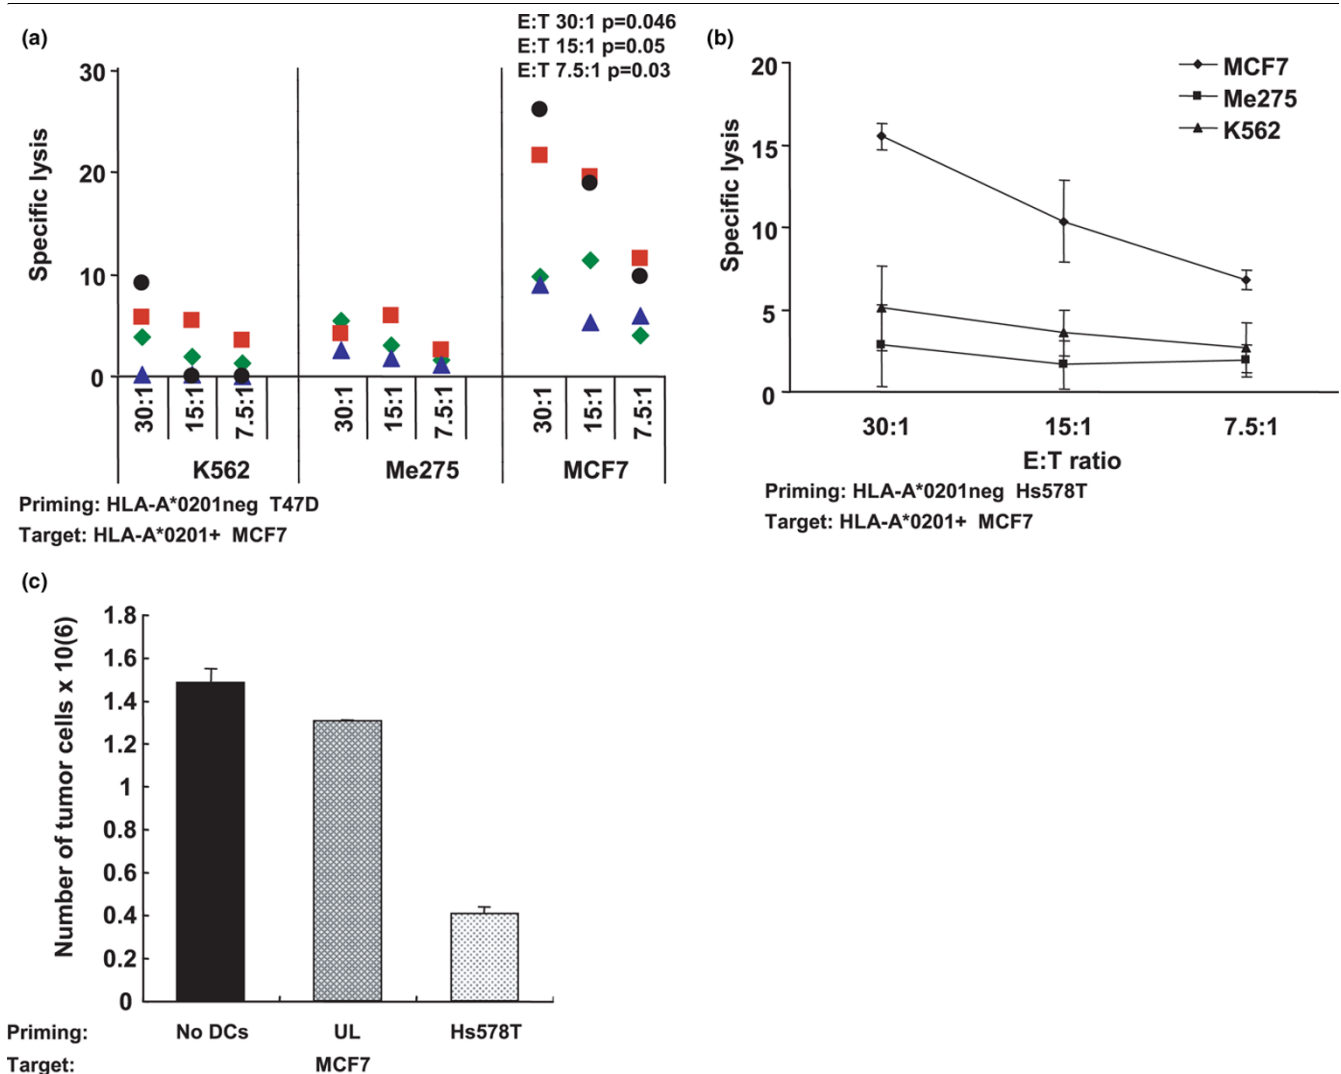 (a)
E:T 30:1 p=0.046
E:T 15:1 p=0.05
E:T 7.5:1 p=0.03
Specific lysis
30
20
10
0
30:1 15:1 7.5:1 30:1 15:1 7.5:1 30:1 15:1 7.5:1
K562 Me275 MCF7
Priming: HLA-A*0201neg T47D
Target: HLA-A*0201+ MCF7
(b)
MCF7
Me275
K562
Specific lysis
20
15
10
5
0
30:1 15:1 7.5:1
E:T ratio
Priming: HLA-A*0201neg Hs578T
Target: HLA-A*0201+ MCF7
(c)
Number of tumor cells x 10(6)
1.8
1.6
1.4
1.2
1
0.8
0.6
0.4
0.2
0
Priming: No DCs UL Hs578T
Target: MCF7